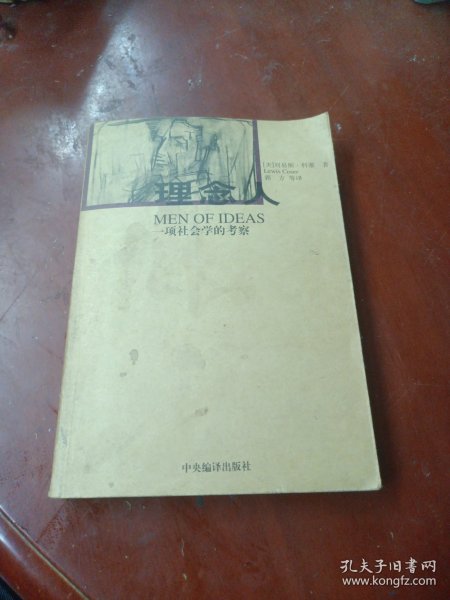 [美]刘易斯·科塞 著
Lewis Coser
郭 方 等译
理念人
MEN OF IDEAS
一项社会学的考察
中央编译出版社
孔夫子旧书网
www.kongfz.com